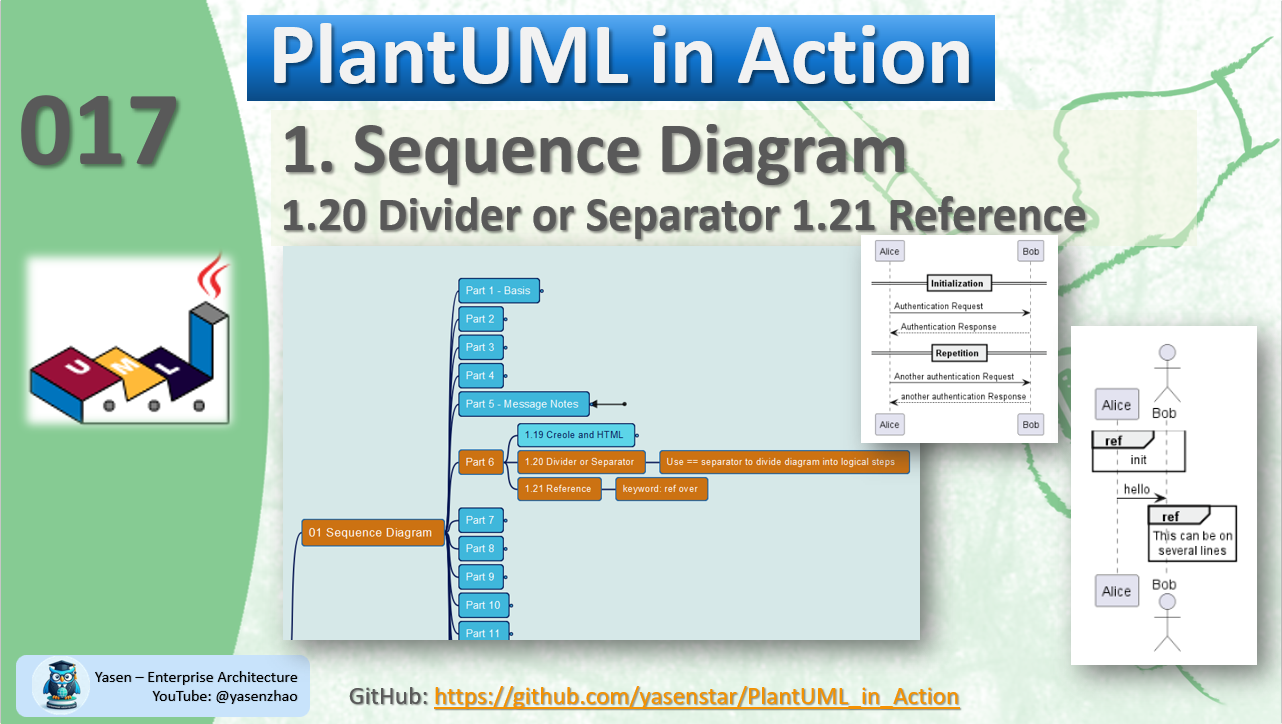 PlantUML in Action
017
1. Sequence Diagram
1.20 Divider or Separator 1.21 Reference
UML
Part 1 - Basis
Part 2
Part 3
Part 4
Part 5 - Message Notes
Part 6
1.19 Creole and HTML
1.20 Divider or Separator
Use == separator to divide diagram into logical steps
1.21 Reference
keyword: ref over
01 Sequence Diagram
Part 7
Part 8
Part 9
Part 10
Part 11
Alice
Bob
Initialization
Authentication Request
Authentication Response
Repetition
Another authentication Request
another authentication Response
Alice
Bob
Alice
Bob
ref
init
hello
ref
This can be on
several lines
Alice
Bob
Yasen – Enterprise Architecture
YouTube: @yasenzhao
GitHub: https://github.com/yasenstar/PlantUML_in_Action